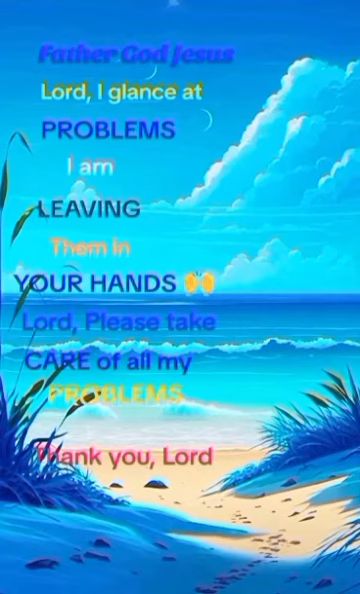 Father God Jesus
Lord, I glance at
PROBLEMS
I am
LEAVING
Them in
YOUR HANDS 🙌
Lord, Please take
CARE of all my
PROBLEMS
Thank you, Lord